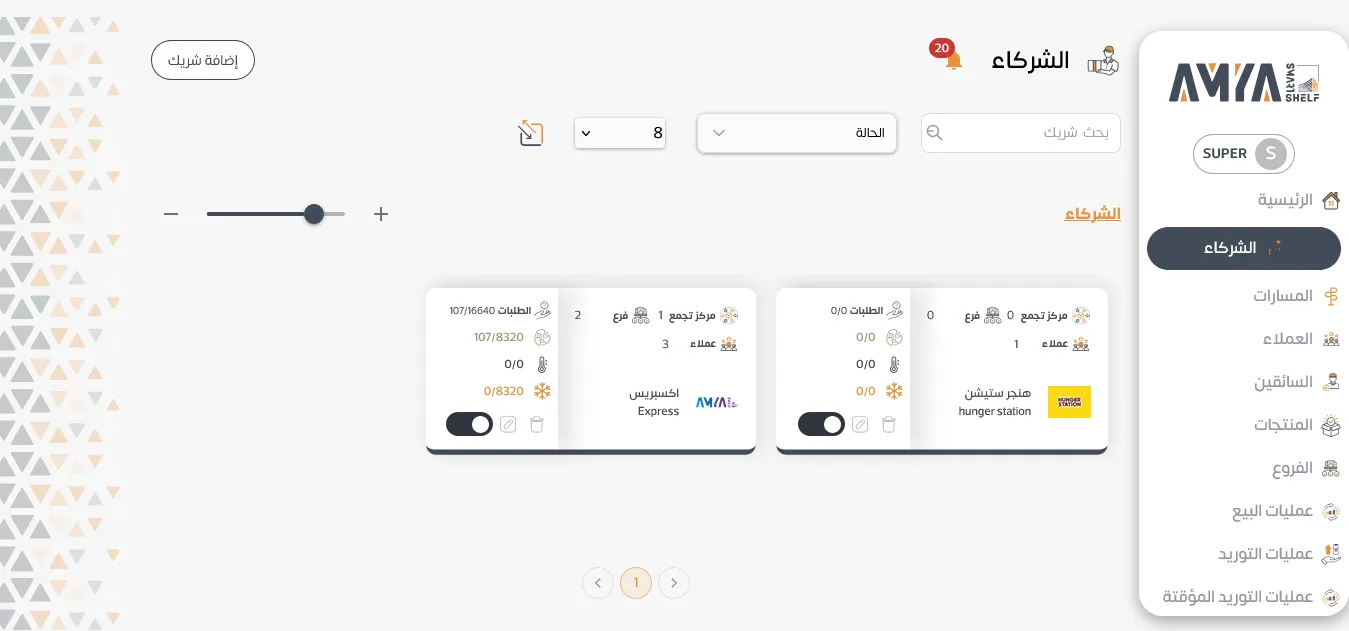 AMYA
SMART LEVEL SHELF
SUPER S
الرئيسية
الشركاء
المسارات
العملاء
السائقين
المنتجات
الفروع
عمليات البيع
عمليات التوريد
عمليات التوريد المؤقتة
الشركاء
20
إضافة شريك
بحث شريك
الحالة
8
الشركاء
مركز تجمع 0 فرع 0
عملاء 1
هنجر ستيشن
hunger station
HUNGER STATION
الطلبات 0/0
0/0
0/0
0/0
مركز تجمع 1 فرع 2
عملاء 3
اكسبريس
Express
AMYA
الطلبات 107/16640
107/8320
0/0
0/8320
1